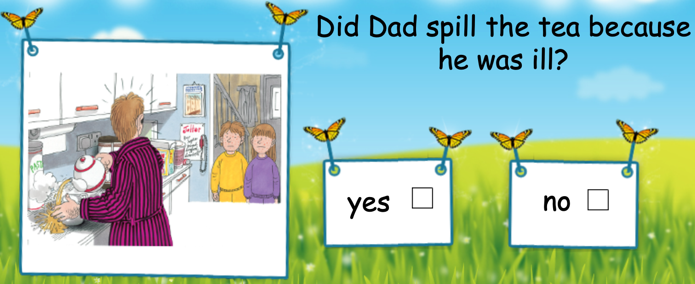 Did Dad spill the tea because
he was ill?
yes
no